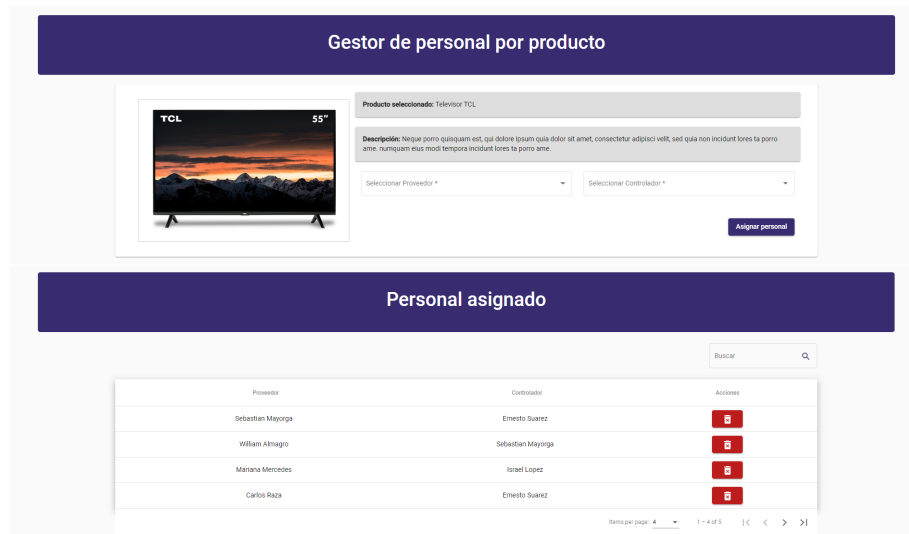 Gestor de personal por producto
TCL 55"
Producto seleccionado: Televisor TCL
Descripción: Neque porro quisquam est, qui dolore ipsum quia dolor sit amet, consectetur adipisci velit, sed quia non incidunt lores ta porro
ame. numquam eius modi tempora incidunt lores ta porro ame.
Seleccionar Proveedor * Seleccionar Controlador *
Asignar personal
Personal asignado
Buscar
Proveedor Controlador Acciones
Sebastian Mayorga Ernesto Suarez
William Almagro Sebastian Mayorga
Mariana Mercedes Israel Lopez
Carlos Raza Ernesto Suarez
Items per page: 4 1 – 4 of 5